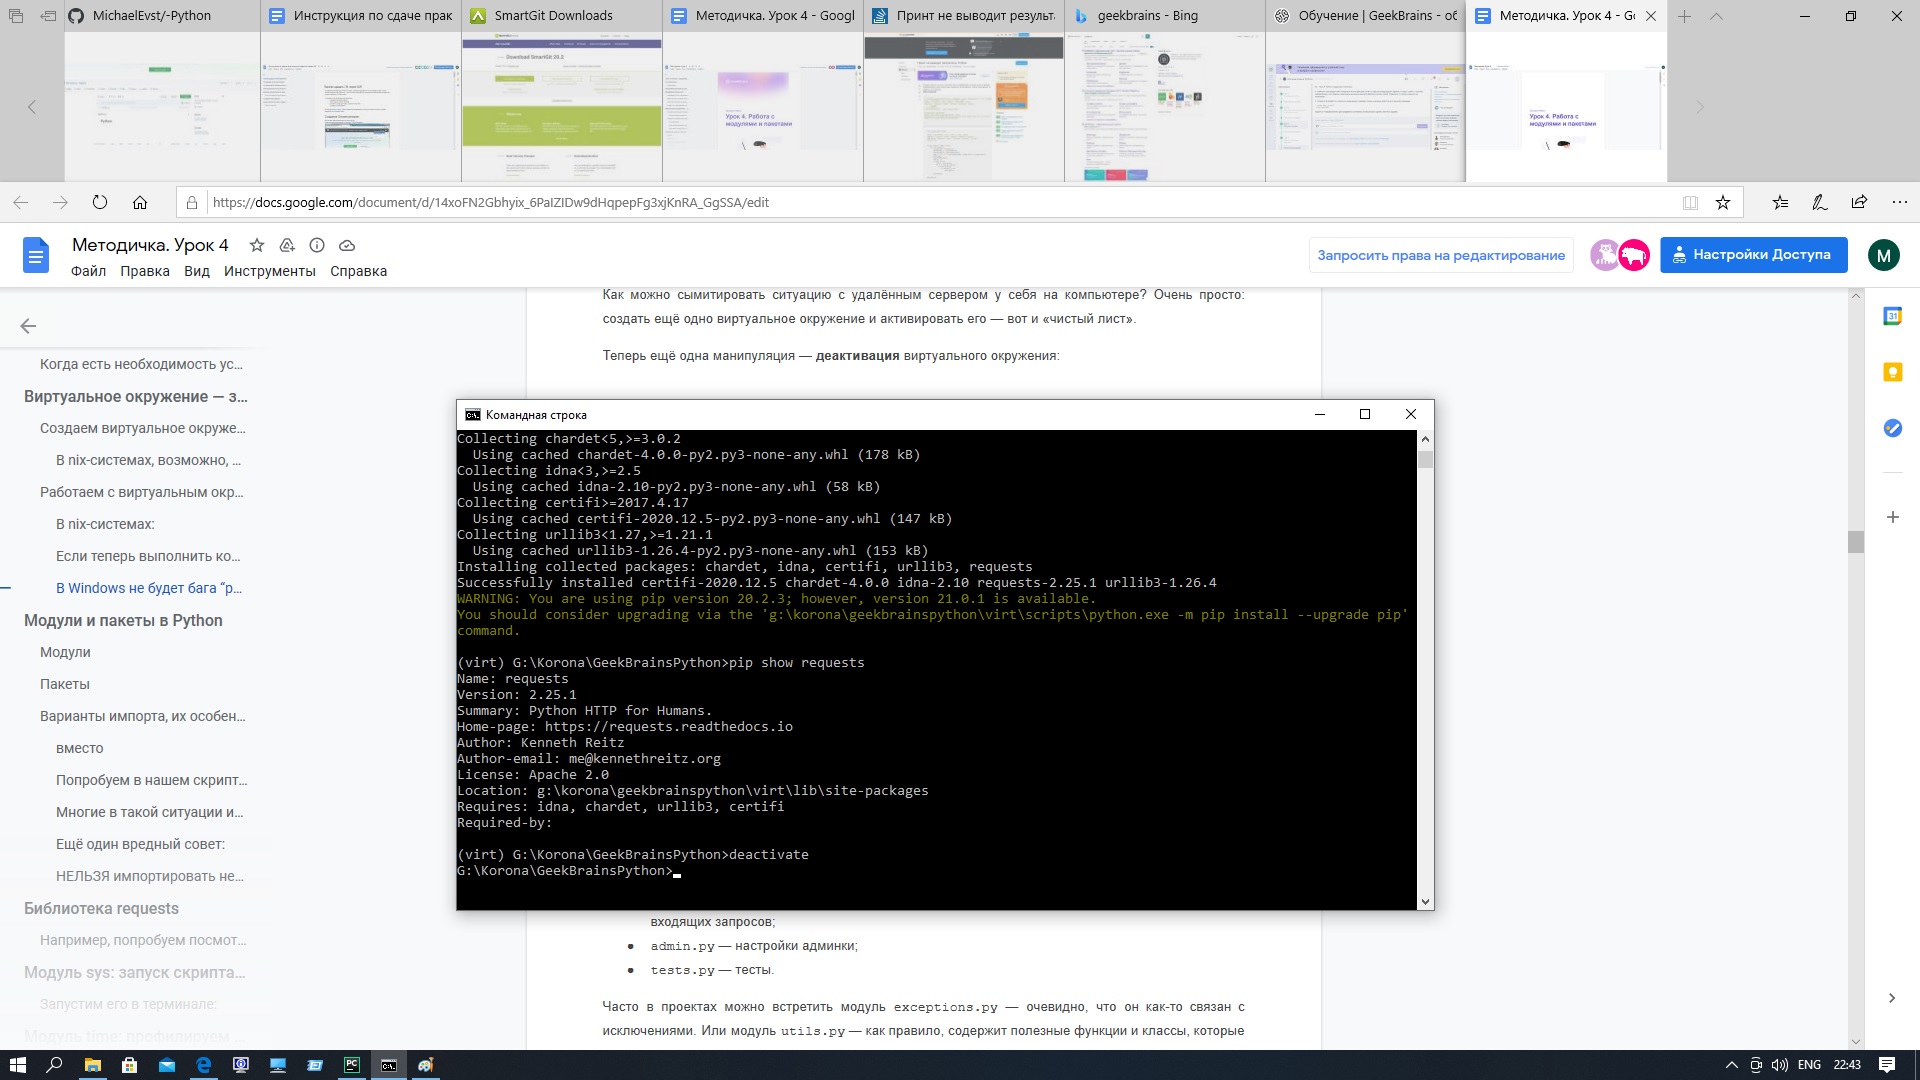 MichaelEvst/-Python
Инструкция по сдаче прак
SmartGit Downloads
Методичка. Урок 4 - Googl
Принт не выводит результа
geekbrains - Bing
Обучение | GeekBrains - об
Методичка. Урок 4 - Go
Download SmartGit 20.2
Урок 4. Работа с
модулями и пакетами
Урок 4. Работа с
модулями и пакетами
https://docs.google.com/document/d/14xoFN2Gbhyix_6PaIZIDw9dHqpepFg3xjKnRA_GgSSA/edit
Методичка. Урок 4
Файл Правка Вид Инструменты Справка
Запросить права на редактирование
Настройки Доступа
M
Как можно сымитировать ситуацию с удалённым сервером у себя на компьютере? Очень просто:
создать ещё одно виртуальное окружение и активировать его — вот и «чистый лист».
Теперь ещё одна манипуляция — деактивация виртуального окружения:
Когда есть необходимость ус...
Виртуальное окружение — з...
Создаем виртуальное окруже...
В nix-системах, возможно, ...
Работаем с виртуальным окр...
В nix-системах:
Если теперь выполнить ко...
В Windows не будет бага “р...
Модули и пакеты в Python
Модули
Пакеты
Варианты импорта, их особен...
вместо
Попробуем в нашем скрипт...
Многие в такой ситуации и...
Ещё один вредный совет:
НЕЛЬЗЯ импортировать не...
Библиотека requests
Например, попробуем посмот...
Модуль sys: запуск скрипта...
Запустим его в терминале:
Модуль time: профилируем ...
31
Командная строка
Collecting chardet<5,>=3.0.2
Using cached chardet-4.0.0-py2.py3-none-any.whl (178 kB)
Collecting idna<3,>=2.5
Using cached idna-2.10-py2.py3-none-any.whl (58 kB)
Collecting certifi>=2017.4.17
Using cached certifi-2020.12.5-py2.py3-none-any.whl (147 kB)
Collecting urllib3<1.27,>=1.21.1
Using cached urllib3-1.26.4-py2.py3-none-any.whl (153 kB)
Installing collected packages: chardet, idna, certifi, urllib3, requests
Successfully installed certifi-2020.12.5 chardet-4.0.0 idna-2.10 requests-2.25.1 urllib3-1.26.4
WARNING: You are using pip version 20.2.3; however, version 21.0.1 is available.
You should consider upgrading via the 'g:\korona\geekbrainspython\virt\scripts\python.exe -m pip install --upgrade pip'
command.
(virt) G:\Korona\GeekBrainsPython>pip show requests
Name: requests
Version: 2.25.1
Summary: Python HTTP for Humans.
Home-page: https://requests.readthedocs.io
Author: Kenneth Reitz
Author-email: me@kennethreitz.org
License: Apache 2.0
Location: g:\korona\geekbrainspython\virt\lib\site-packages
Requires: idna, chardet, urllib3, certifi
Required-by:
(virt) G:\Korona\GeekBrainsPython>deactivate
G:\Korona\GeekBrainsPython>
входящих запросов;
● admin.py — настройки админки;
● tests.py — тесты.
Часто в проектах можно встретить модуль exceptions.py — очевидно, что он как-то связан с
исключениями. Или модуль utils.py — как правило, содержит полезные функции и классы, которые
ENG 22:43